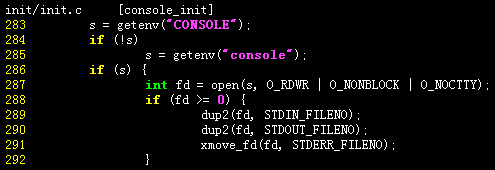 init/init.c     [console_init]
283         s = getenv("CONSOLE");
284         if (!s)
285                 s = getenv("console");
286         if (s) {
287                 int fd = open(s, O_RDWR | O_NONBLOCK | O_NOCTTY);
288                 if (fd >= 0) {
289                         dup2(fd, STDIN_FILENO);
290                         dup2(fd, STDOUT_FILENO);
291                         xmove_fd(fd, STDERR_FILENO);
292                 }